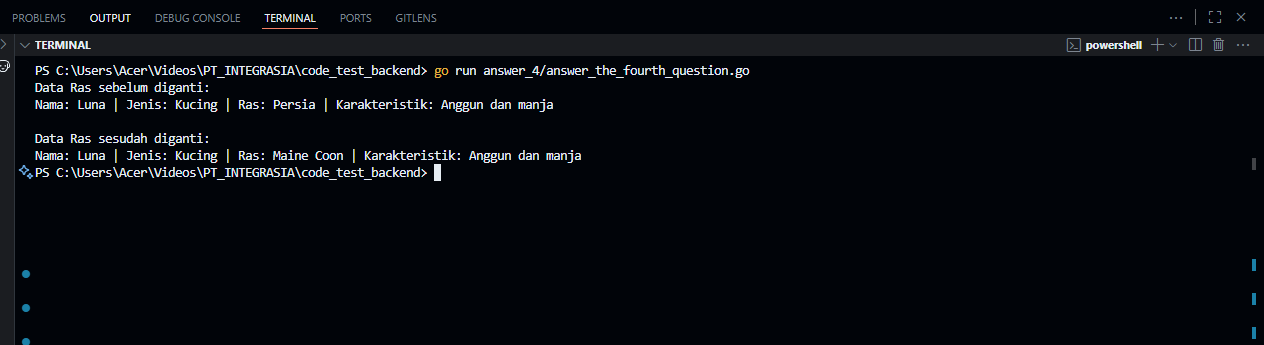 PROBLEMS OUTPUT DEBUG CONSOLE TERMINAL PORTS GITLENS
TERMINAL
powershell
PS C:\Users\Acer\Videos\PT_INTEGRASIA\code_test_backend> go run answer_4/answer_the_fourth_question.go
Data Ras sebelum diganti:
Nama: Luna | Jenis: Kucing | Ras: Persia | Karakteristik: Anggun dan manja
Data Ras sesudah diganti:
Nama: Luna | Jenis: Kucing | Ras: Maine Coon | Karakteristik: Anggun dan manja
PS C:\Users\Acer\Videos\PT_INTEGRASIA\code_test_backend>